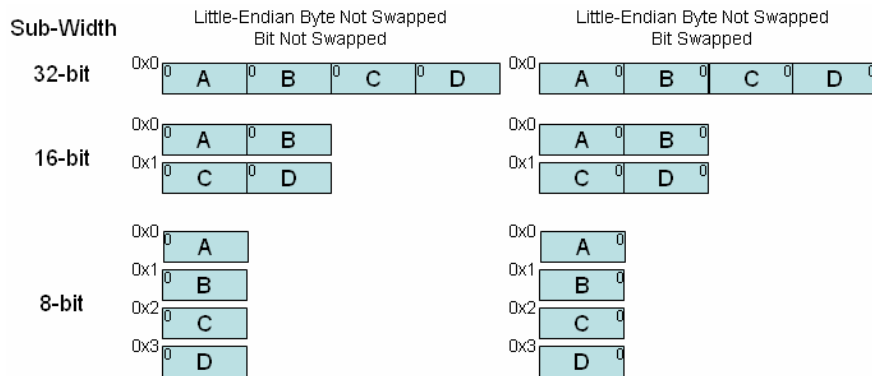 Sub-Width
Little-Endian Byte Not Swapped
Bit Not Swapped
Little-Endian Byte Not Swapped
Bit Swapped
32-bit
0x0 0 A 0 B 0 C 0 D
0x0 A 0 B 0 C 0 D 0
16-bit
0x0 0 A 0 B
0x1 0 C 0 D
0x0 A 0 B 0
0x1 C 0 D 0
8-bit
0x0 0 A
0x1 0 B
0x2 0 C
0x3 0 D
0x0 A 0
0x1 B 0
0x2 C 0
0x3 D 0